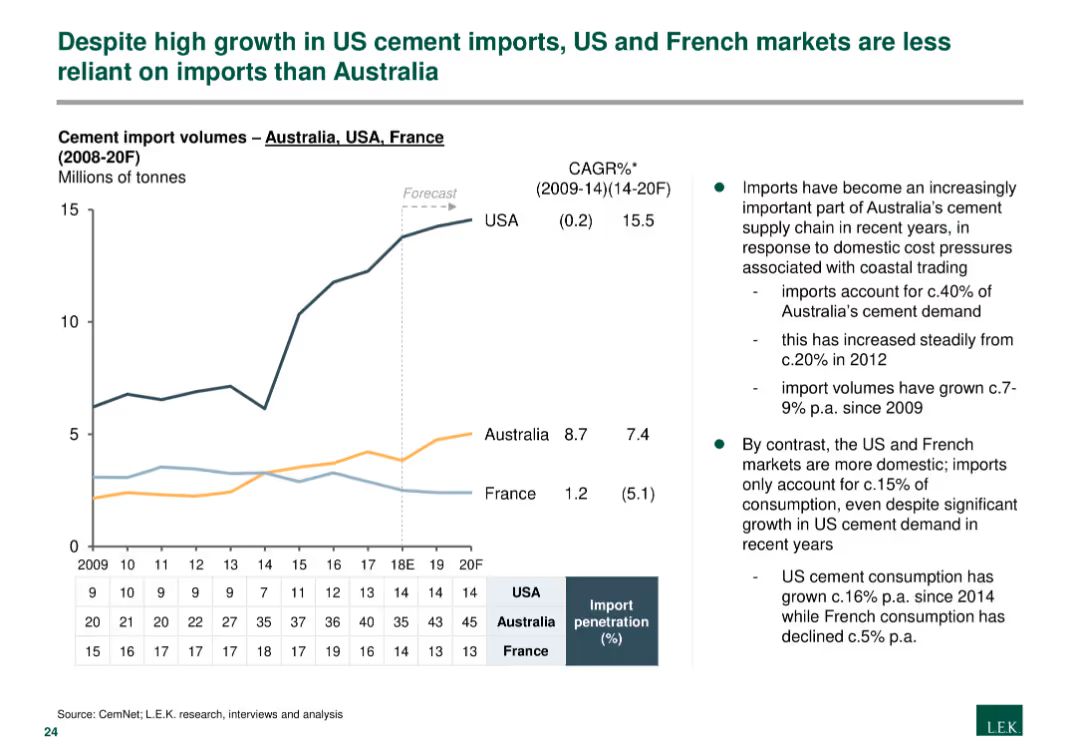 Despite high growth in US cement imports, US and French markets are less
reliant on imports than Australia
Cement import volumes – Australia, USA, France
(2008-20F)
Millions of tonnes
Forecast
CAGR%*
(2009-14)(14-20F)
15
10
5
0
USA (0.2) 15.5
Australia 8.7 7.4
France 1.2 (5.1)
2009 10 11 12 13 14 15 16 17 18E 19 20F
9 10 9 9 9 7 11 12 13 14 14 14 USA
20 21 20 22 27 35 37 36 40 35 43 45 Australia
15 16 17 17 17 18 17 19 16 14 13 13 France
Import
penetration
(%)
● Imports have become an increasingly
important part of Australia's cement
supply chain in recent years, in
response to domestic cost pressures
associated with coastal trading
- imports account for c.40% of
Australia's cement demand
- this has increased steadily from
c.20% in 2012
- import volumes have grown c.7-
9% p.a. since 2009
● By contrast, the US and French
markets are more domestic; imports
only account for c.15% of
consumption, even despite significant
growth in US cement demand in
recent years
- US cement consumption has
grown c.16% p.a. since 2014
while French consumption has
declined c.5% p.a.
Source: CemNet; L.E.K. research, interviews and analysis
24
L.E.K.